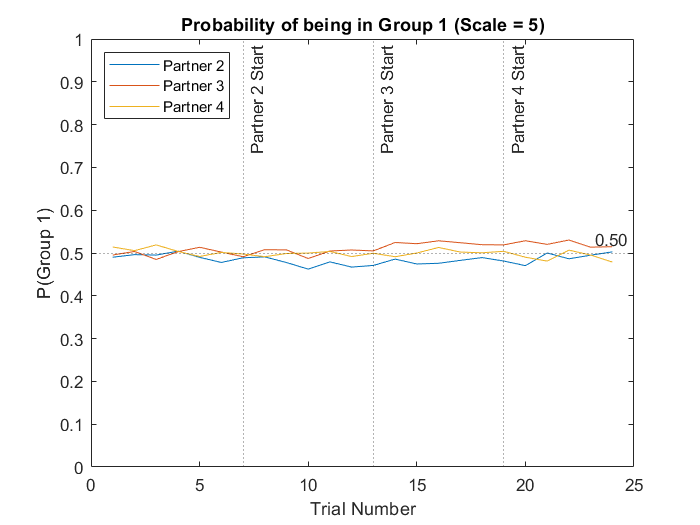 Probability of being in Group 1 (Scale = 5)
P(Group 1)
1
0.9
0.8
0.7
0.6
0.5
0.4
0.3
0.2
0.1
0
Partner 2
Partner 3
Partner 4
Partner 2 Start
Partner 3 Start
Partner 4 Start
0.50
0
5
10
15
20
25
Trial Number